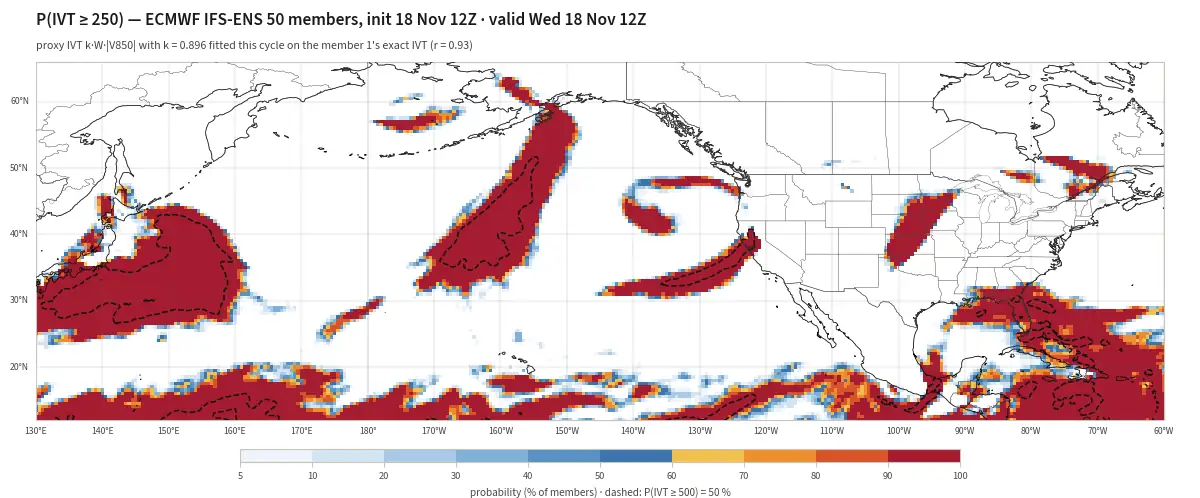 P(IVT ≥ 250) — ECMWF IFS-ENS 50 members, init 18 Nov 12Z · valid Wed 18 Nov 12Z
proxy IVT k·W·|V850| with k = 0.896 fitted this cycle on the member 1's exact IVT (r = 0.93)
60°N
50°N
40°N
30°N
20°N
130°E 140°E 150°E 160°E 170°E 180° 170°W 160°W 150°W 140°W 130°W 120°W 110°W 100°W 90°W 80°W 70°W 60°W
5 10 20 30 40 50 60 70 80 90 100
probability (% of members) · dashed: P(IVT ≥ 500) = 50 %